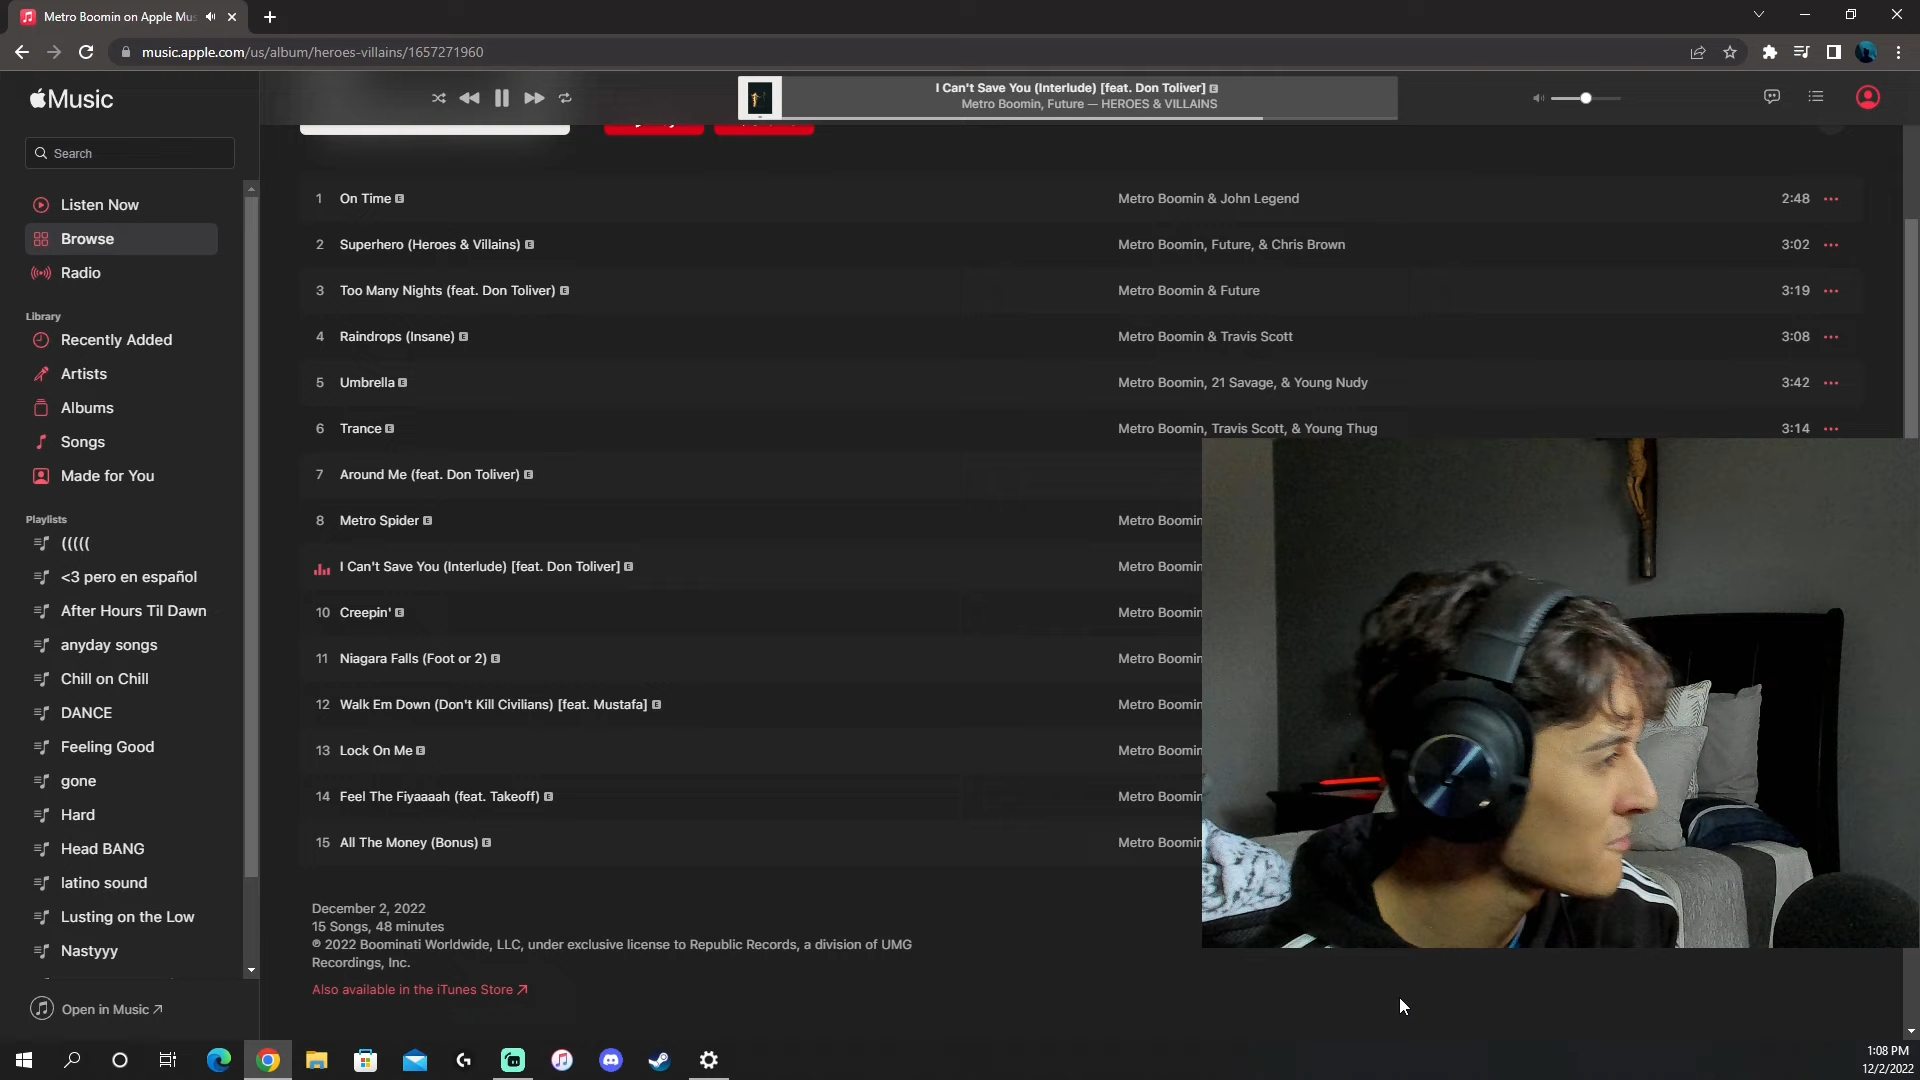 Metro Boomin on Apple Mus
music.apple.com/us/album/heroes-villains/1657271960
Music
I Can't Save You (Interlude) [feat. Don Toliver] E
Metro Boomin, Future — HEROES & VILLAINS
Search
Listen Now
Browse
Radio
Library
Recently Added
Artists
Albums
Songs
Made for You
Playlists
(((((
<3 pero en español
After Hours Til Dawn
anyday songs
Chill on Chill
DANCE
Feeling Good
gone
Hard
Head BANG
latino sound
Lusting on the Low
Nastyyy
Open in Music
1 On Time E Metro Boomin & John Legend 2:48
2 Superhero (Heroes & Villains) E Metro Boomin, Future, & Chris Brown 3:02
3 Too Many Nights (feat. Don Toliver) E Metro Boomin & Future 3:19
4 Raindrops (Insane) E Metro Boomin & Travis Scott 3:08
5 Umbrella E Metro Boomin, 21 Savage, & Young Nudy 3:42
6 Trance E Metro Boomin, Travis Scott, & Young Thug 3:14
7 Around Me (feat. Don Toliver) E
8 Metro Spider E Metro Boomin
I Can't Save You (Interlude) [feat. Don Toliver] E Metro Boomin
10 Creepin' E Metro Boomin
11 Niagara Falls (Foot or 2) E Metro Boomin
12 Walk Em Down (Don't Kill Civilians) [feat. Mustafa] E Metro Boomin
13 Lock On Me E Metro Boomin
14 Feel The Fiyaaaah (feat. Takeoff) E Metro Boomin
15 All The Money (Bonus) E Metro Boomin
December 2, 2022
15 Songs, 48 minutes
℗ 2022 Boominati Worldwide, LLC, under exclusive license to Republic Records, a division of UMG
Recordings, Inc.
Also available in the iTunes Store
1:08 PM
12/2/2022